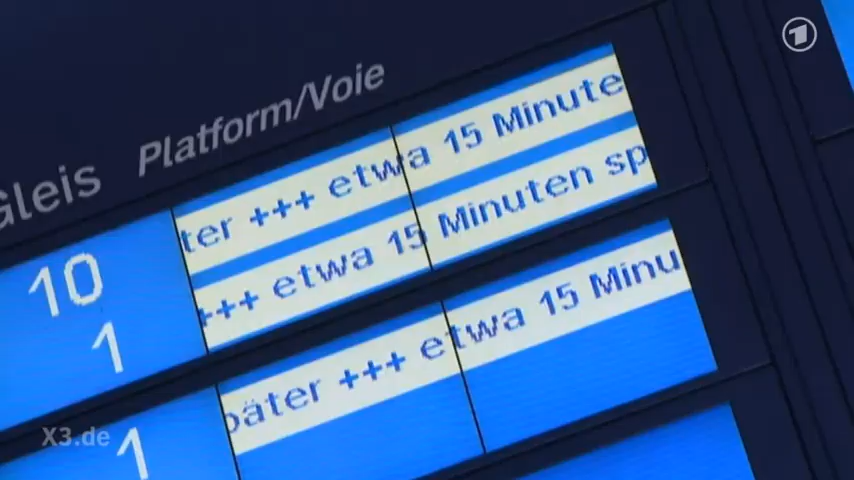 1
Gleis Platform/Voie
10 ter +++ etwa 15 Minute
1 +++ etwa 15 Minuten sp
1 päter +++ etwa 15 Minu
X3.de